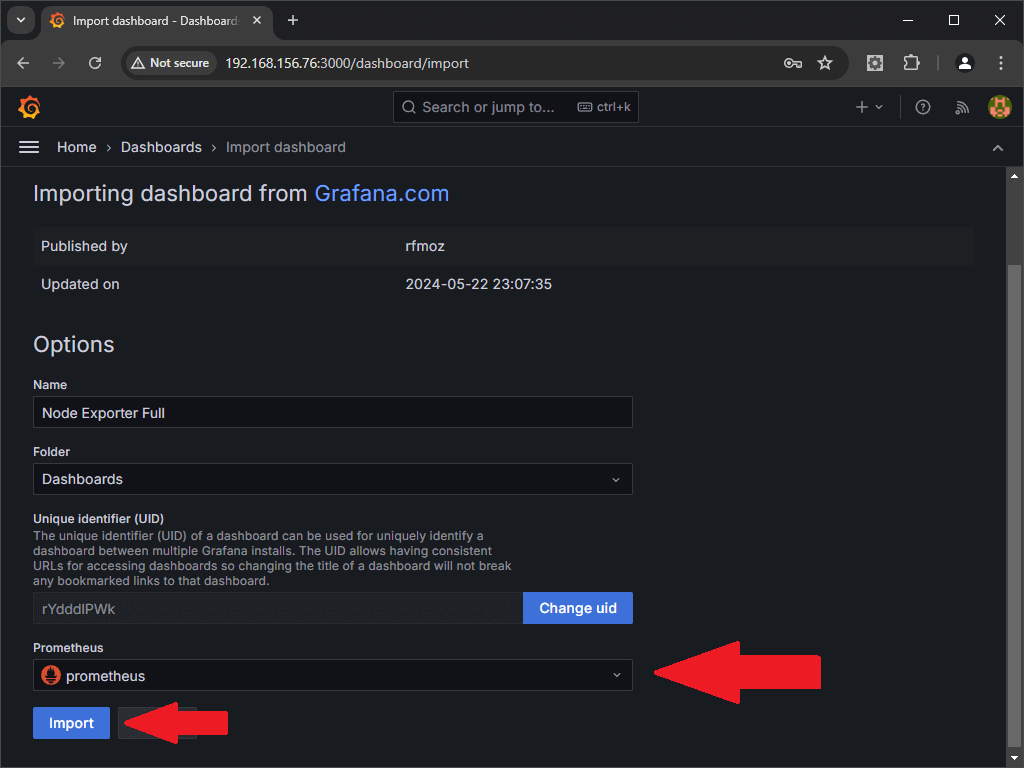 Import dashboard - Dashboards
Not secure
192.168.156.76:3000/dashboard/import
Search or jump to...
ctrl+k
Home
Dashboards
Import dashboard
Importing dashboard from Grafana.com
Published by
rfmoz
Updated on
2024-05-22 23:07:35
Options
Name
Node Exporter Full
Folder
Dashboards
Unique identifier (UID)
The unique identifier (UID) of a dashboard can be used for uniquely identify a
dashboard between multiple Grafana installs. The UID allows having consistent
URLs for accessing dashboards so changing the title of a dashboard will not break
any bookmarked links to that dashboard.
rYdddlPWk
Change uid
Prometheus
prometheus
Import